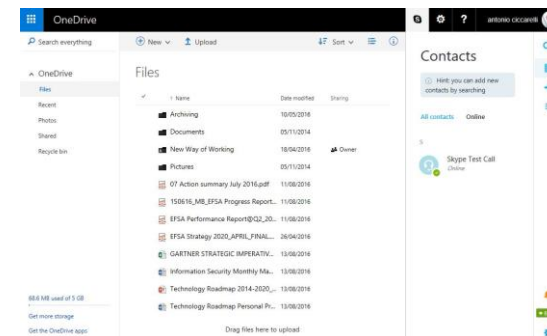 OneDrive
antonio ciccarelli
Search everything
New
Upload
Sort
OneDrive
Files
Recent
Photos
Shared
Recycle bin
68.6 MB used of 5 GB
Get more storage
Get the OneDrive apps
Files
Name Date modified Sharing
Archiving 10/05/2016
Documents 05/11/2014
New Way of Working 18/04/2016 Owner
Pictures 05/11/2014
07 Action summary July 2016.pdf 11/08/2016
150616_MB_EFSA Progress Report... 11/08/2016
EFSA Performance Report@Q2_20... 11/08/2016
EFSA Strategy 2020_APRIL_FINAL... 26/04/2016
GARTNER STRATEGIC IMPERATIV... 13/08/2016
Information Security Monthly Ma... 13/08/2016
Technology Roadmap 2014-2020_... 13/08/2016
Technology Roadmap Personal Pr... 13/08/2016
Drag files here to upload
Contacts
Hint: you can add new
contacts by searching
All contacts Online
S
Skype Test Call
Online